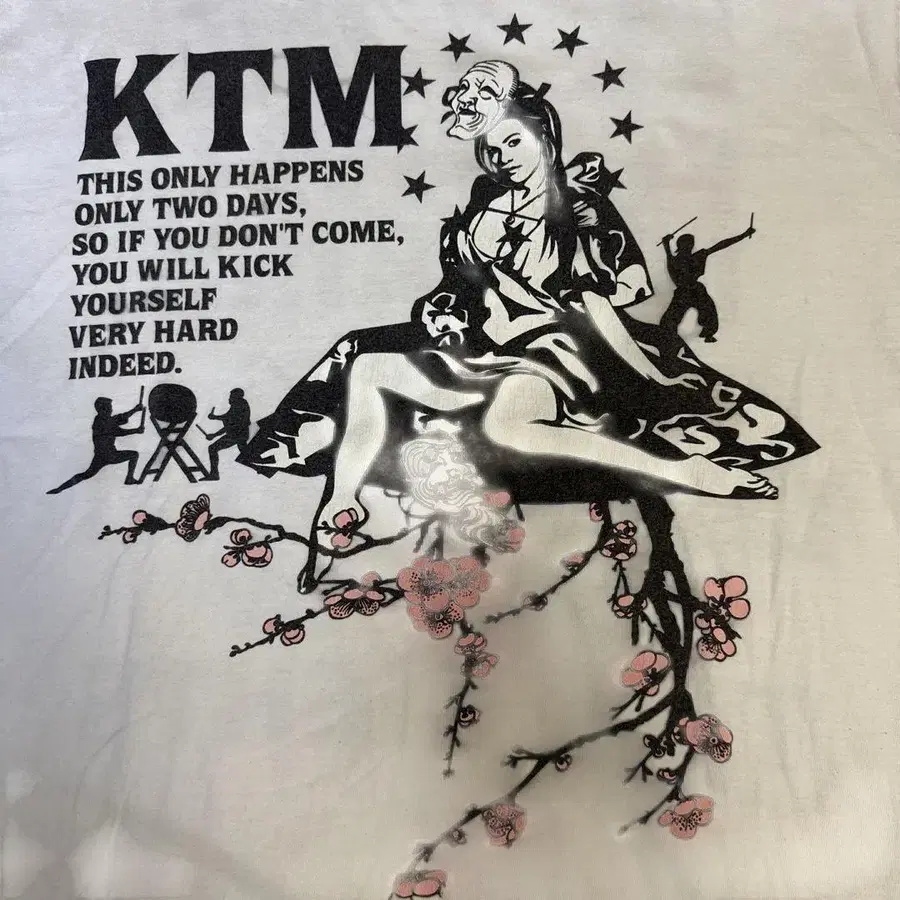 KTM
THIS ONLY HAPPENS
ONLY TWO DAYS,
SO IF YOU DON'T COME,
YOU WILL KICK
YOURSELF
VERY HARD
INDEED.